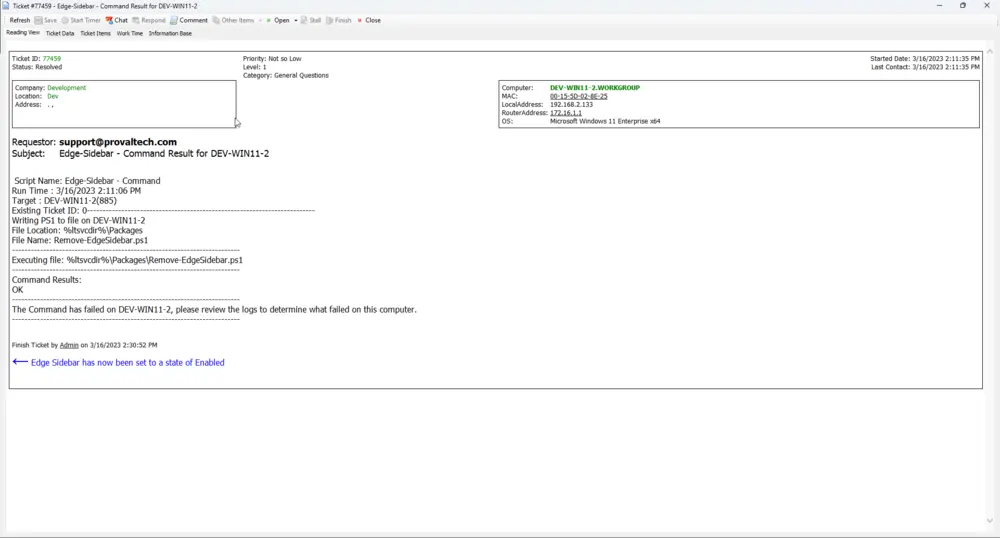 Ticket #77459 - Edge-Sidebar - Command Result for DEV-WIN11-2
Refresh Save Start Timer Chat Respond Comment Other Items Open Stall Finish Close
Reading View Ticket Data Ticket Items Work Time Information Base
Ticket ID: 77459
Status: Resolved
Priority: Not so Low
Level: 1
Category: General Questions
Started Date: 3/16/2023 2:11:35 PM
Last Contact: 3/16/2023 2:11:35 PM
Company: Development
Location: Dev
Address: . ,
Computer: DEV-WIN11-2.WORKGROUP
MAC: 00-15-5D-02-8E-25
LocalAddress: 192.168.2.133
RouterAddress: 172.16.1.1
OS: Microsoft Windows 11 Enterprise x64
Requestor: support@provaltech.com
Subject: Edge-Sidebar - Command Result for DEV-WIN11-2
Script Name: Edge-Sidebar - Command
Run Time : 3/16/2023 2:11:06 PM
Target : DEV-WIN11-2(885)
Existing Ticket ID: 0--------------------------------------------------------------------------
Writing PS1 to file on DEV-WIN11-2
File Location: %ltsvcdir%\Packages
File Name: Remove-EdgeSidebar.ps1
--------------------------------------------------------------------------
Executing file: %ltsvcdir%\Packages\Remove-EdgeSidebar.ps1
--------------------------------------------------------------------------
Command Results:
OK
--------------------------------------------------------------------------
The Command has failed on DEV-WIN11-2, please review the logs to determine what failed on this computer.
--------------------------------------------------------------------------
Finish Ticket by Admin on 3/16/2023 2:30:52 PM
Edge Sidebar has now been set to a state of Enabled